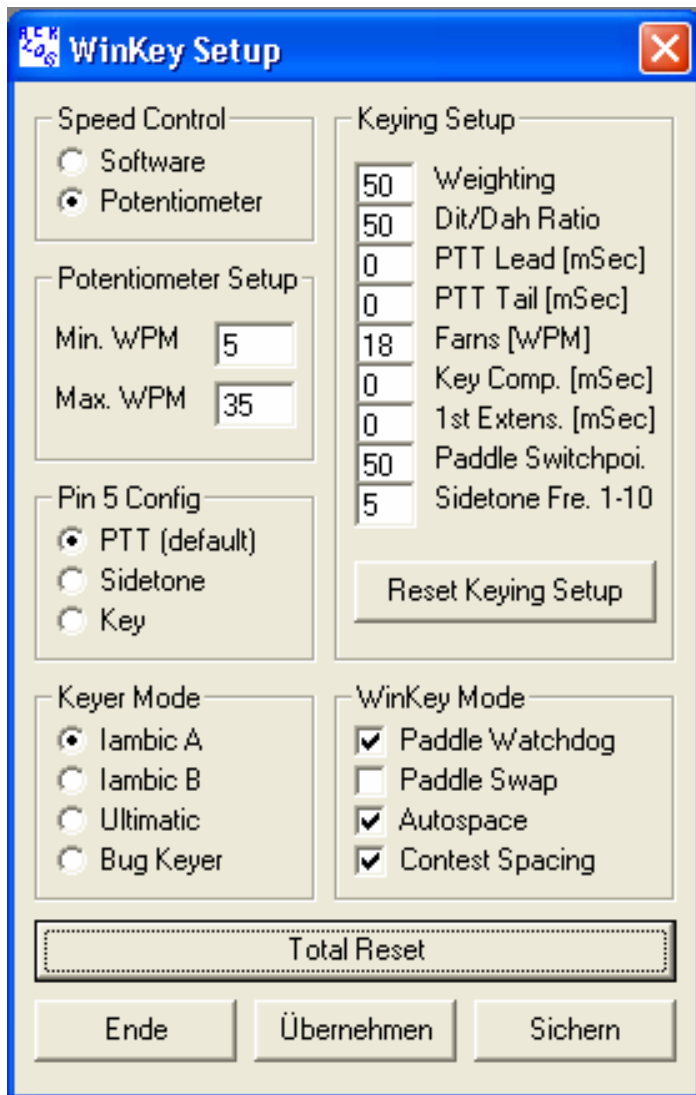 WinKey Setup
Speed Control
Software
Potentiometer
Potentiometer Setup
Min. WPM 5
Max. WPM 35
Pin 5 Config
PTT (default)
Sidetone
Key
Keying Setup
50 Weighting
50 Dit/Dah Ratio
0 PTT Lead [mSec]
0 PTT Tail [mSec]
18 Farns [WPM]
0 Key Comp. [mSec]
0 1st Extens. [mSec]
50 Paddle Switchpoi.
5 Sidetone Fre. 1-10
Reset Keying Setup
Keyer Mode
Iambic A
Iambic B
Ultimatic
Bug Keyer
WinKey Mode
Paddle Watchdog
Paddle Swap
Autospace
Contest Spacing
Total Reset
Ende Übernehmen Sichern